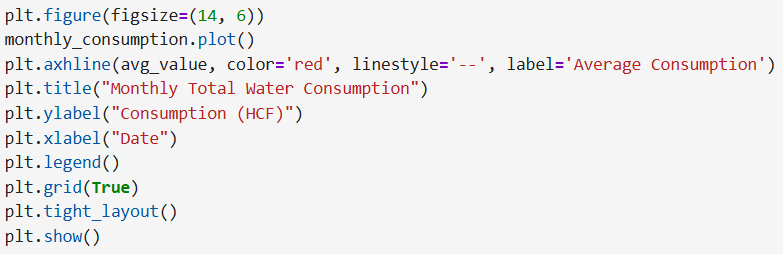 plt.figure(figsize=(14, 6))
monthly_consumption.plot()
plt.axhline(avg_value, color='red', linestyle='--', label='Average Consumption')
plt.title("Monthly Total Water Consumption")
plt.ylabel("Consumption (HCF)")
plt.xlabel("Date")
plt.legend()
plt.grid(True)
plt.tight_layout()
plt.show()